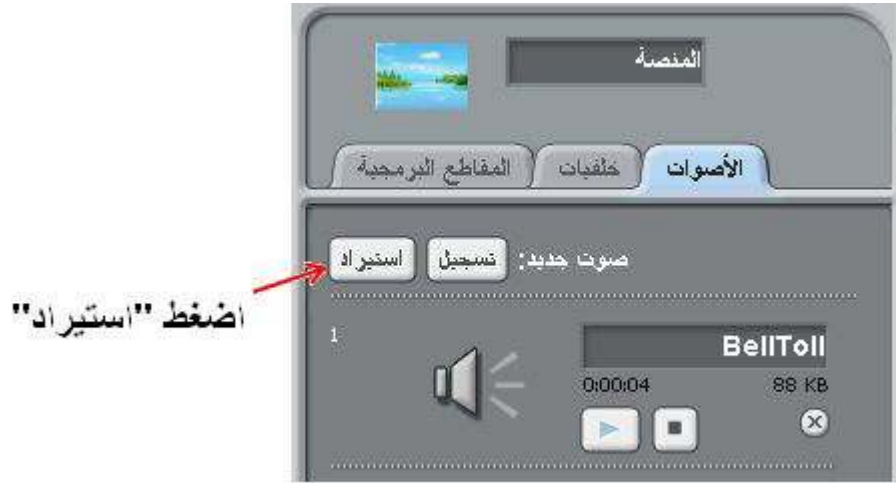 المنصة
الأصوات خلفيات المقاطع البرمجية
صوت جديد: تسجيل استيراد
اضغط "استيراد"
1
BellToll
0:00:04 88 KB